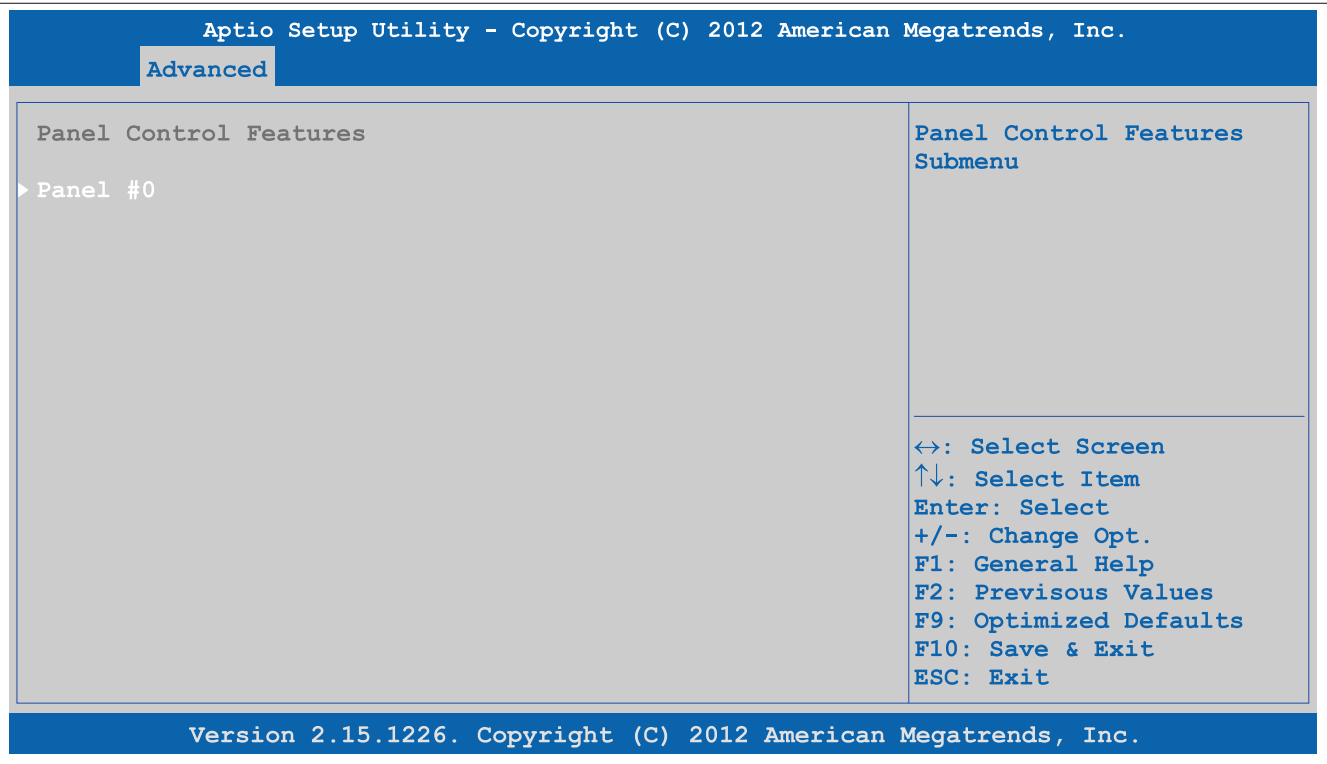 Aptio Setup Utility - Copyright (C) 2012 American Megatrends, Inc.
Advanced
Panel Control Features
Panel #0
Panel Control Features
Submenu
↔: Select Screen
↑↓: Select Item
Enter: Select
+/-: Change Opt.
F1: General Help
F2: Previsous Values
F9: Optimized Defaults
F10: Save & Exit
ESC: Exit
Version 2.15.1226. Copyright (C) 2012 American Megatrends, Inc.